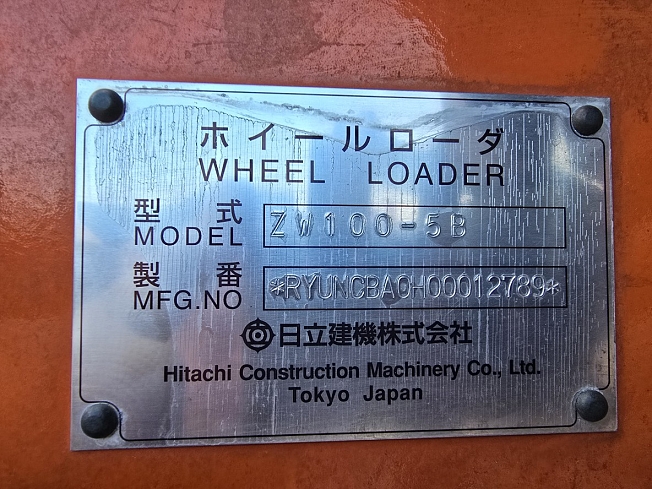 ホイールローダ
WHEEL LOADER
型式
MODEL ZW100-5B
製番
MFG.NO *RYUNCBA0H00012789*
日立建機株式会社
Hitachi Construction Machinery Co., Ltd.
Tokyo Japan